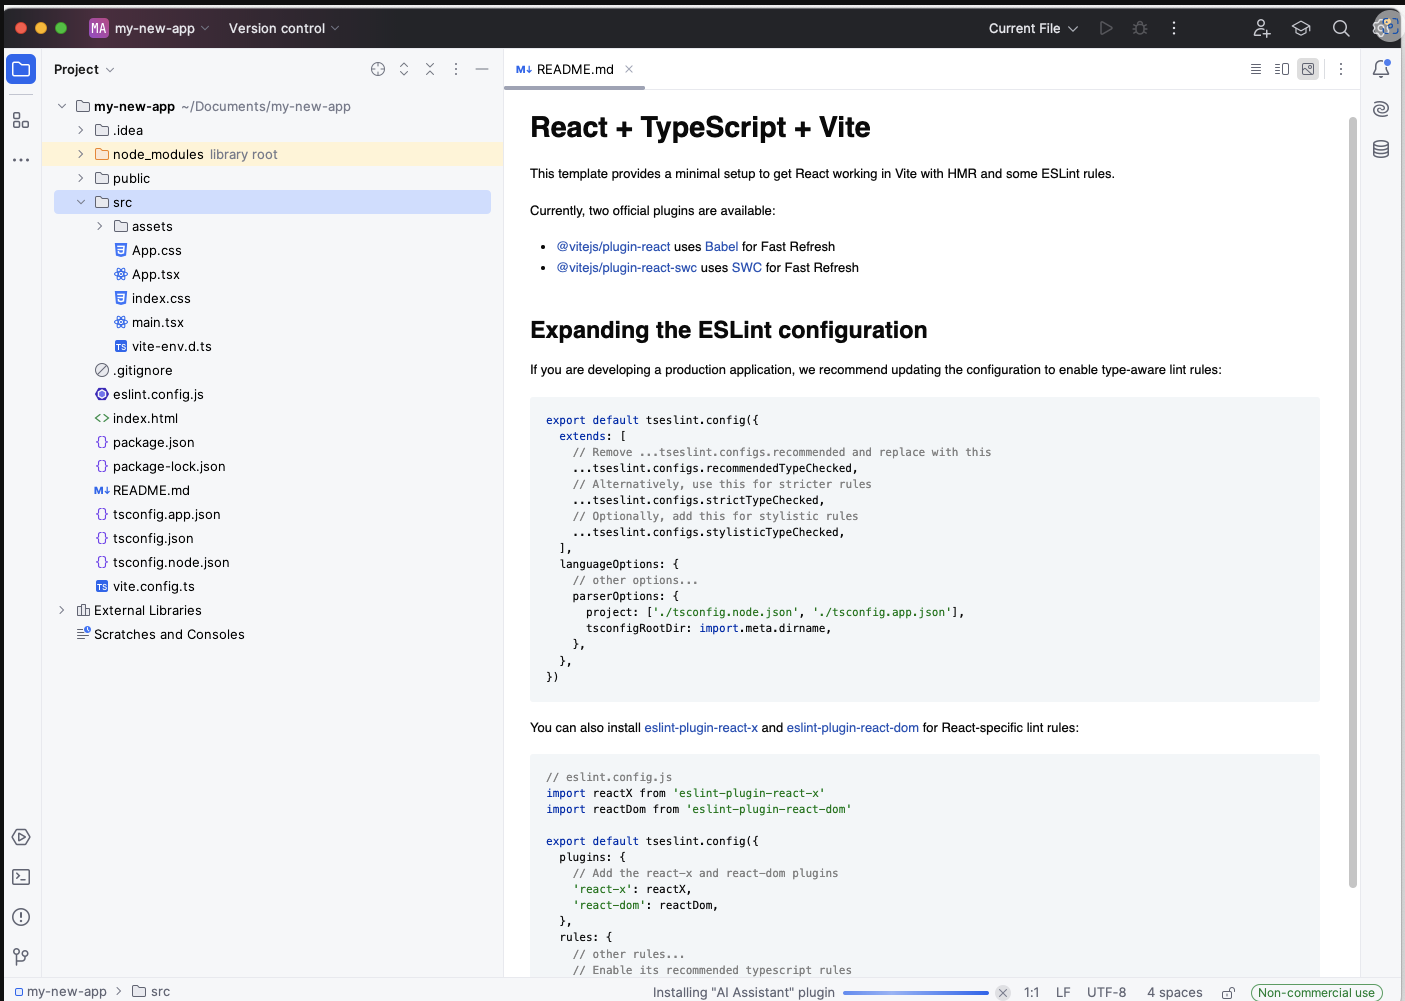 MA my-new-app Version control Current File
Project
README.md
my-new-app ~/Documents/my-new-app
.idea
node_modules library root
public
src
assets
App.css
App.tsx
index.css
main.tsx
TS vite-env.d.ts
.gitignore
eslint.config.js
<> index.html
{} package.json
{} package-lock.json
M↓ README.md
{} tsconfig.app.json
{} tsconfig.json
{} tsconfig.node.json
TS vite.config.ts
External Libraries
Scratches and Consoles
React + TypeScript + Vite
This template provides a minimal setup to get React working in Vite with HMR and some ESLint rules.
Currently, two official plugins are available:
• @vitejs/plugin-react uses Babel for Fast Refresh
• @vitejs/plugin-react-swc uses SWC for Fast Refresh
Expanding the ESLint configuration
If you are developing a production application, we recommend updating the configuration to enable type-aware lint rules:
export default tseslint.config({
  extends: [
    // Remove ...tseslint.configs.recommended and replace with this
    ...tseslint.configs.recommendedTypeChecked,
    // Alternatively, use this for stricter rules
    ...tseslint.configs.strictTypeChecked,
    // Optionally, add this for stylistic rules
    ...tseslint.configs.stylisticTypeChecked,
  ],
  languageOptions: {
    // other options...
    parserOptions: {
      project: ['./tsconfig.node.json', './tsconfig.app.json'],
      tsconfigRootDir: import.meta.dirname,
    },
  },
})
You can also install eslint-plugin-react-x and eslint-plugin-react-dom for React-specific lint rules:
// eslint.config.js
import reactX from 'eslint-plugin-react-x'
import reactDom from 'eslint-plugin-react-dom'
export default tseslint.config({
  plugins: {
    // Add the react-x and react-dom plugins
    'react-x': reactX,
    'react-dom': reactDom,
  },
  rules: {
    // other rules...
    // Enable its recommended typescript rules
my-new-app > src
Installing "AI Assistant" plugin 1:1 LF UTF-8 4 spaces Non-commercial use